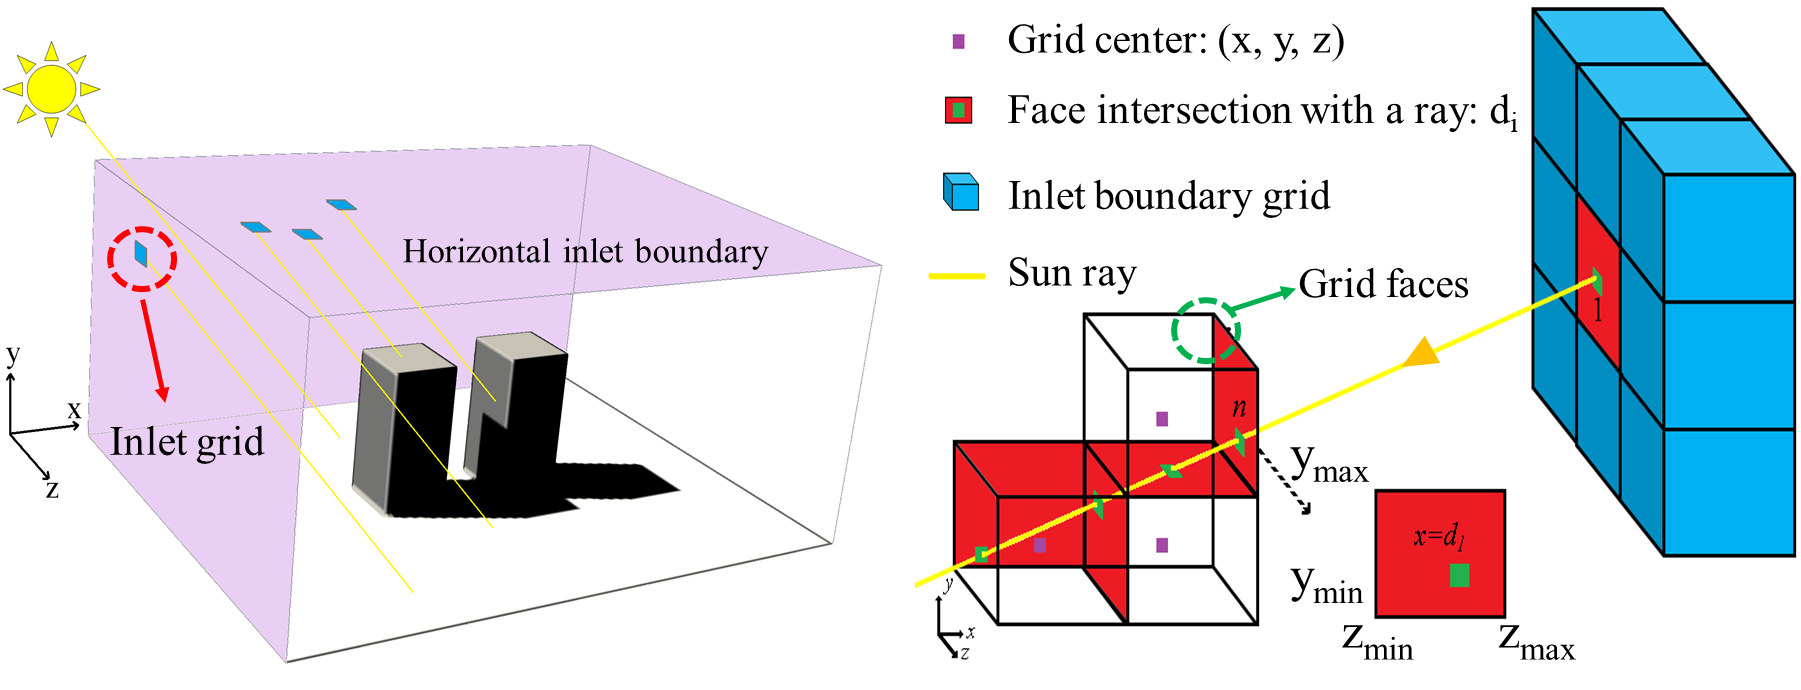 Horizontal inlet boundary
Inlet grid
y
x
z
Grid center: (x, y, z)
Face intersection with a ray: di
Inlet boundary grid
Sun ray
Grid faces
1
n
ymax
x=d1
ymin
zmin
zmax
y
x
z